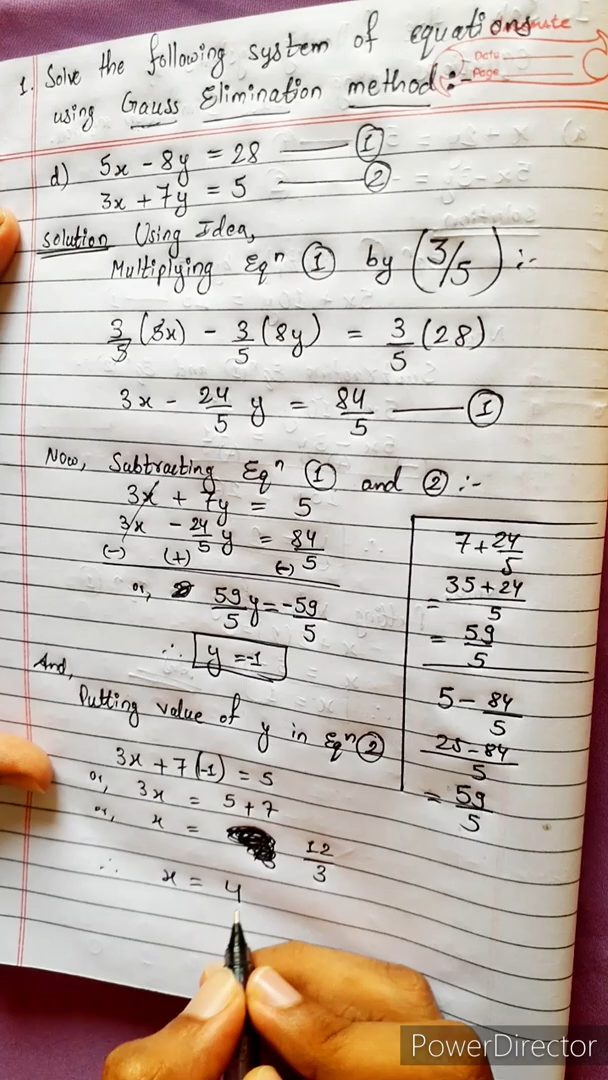 1. Solve the following system of equations
using Gauss Elimination method :-
Date
Page
d) 5x - 8y = 28 —— ①
3x + 7y = 5 —— ②
Solution Using Idea,
Multiplying Eqⁿ ① by (3/5) :-
3/5 (5x) - 3/5 (8y) = 3/5 (28)
3x - 24/5 y = 84/5 —— ①
Now, Subtracting Eqⁿ ① and ② :-
3x + 7y = 5
3x - 24/5 y = 84/5
(-) (+) (-)
or, 59/5 y = -59/5
∴ y = -1
7 + 24/5
= 35 + 24/5
= 59/5
5 - 84/5
25 - 84/5
= 59/5
And,
Putting value of y in Eqⁿ ②
3x + 7(-1) = 5
or, 3x = 5 + 7
or, x = 12/3
∴ x = 4
PowerDirector